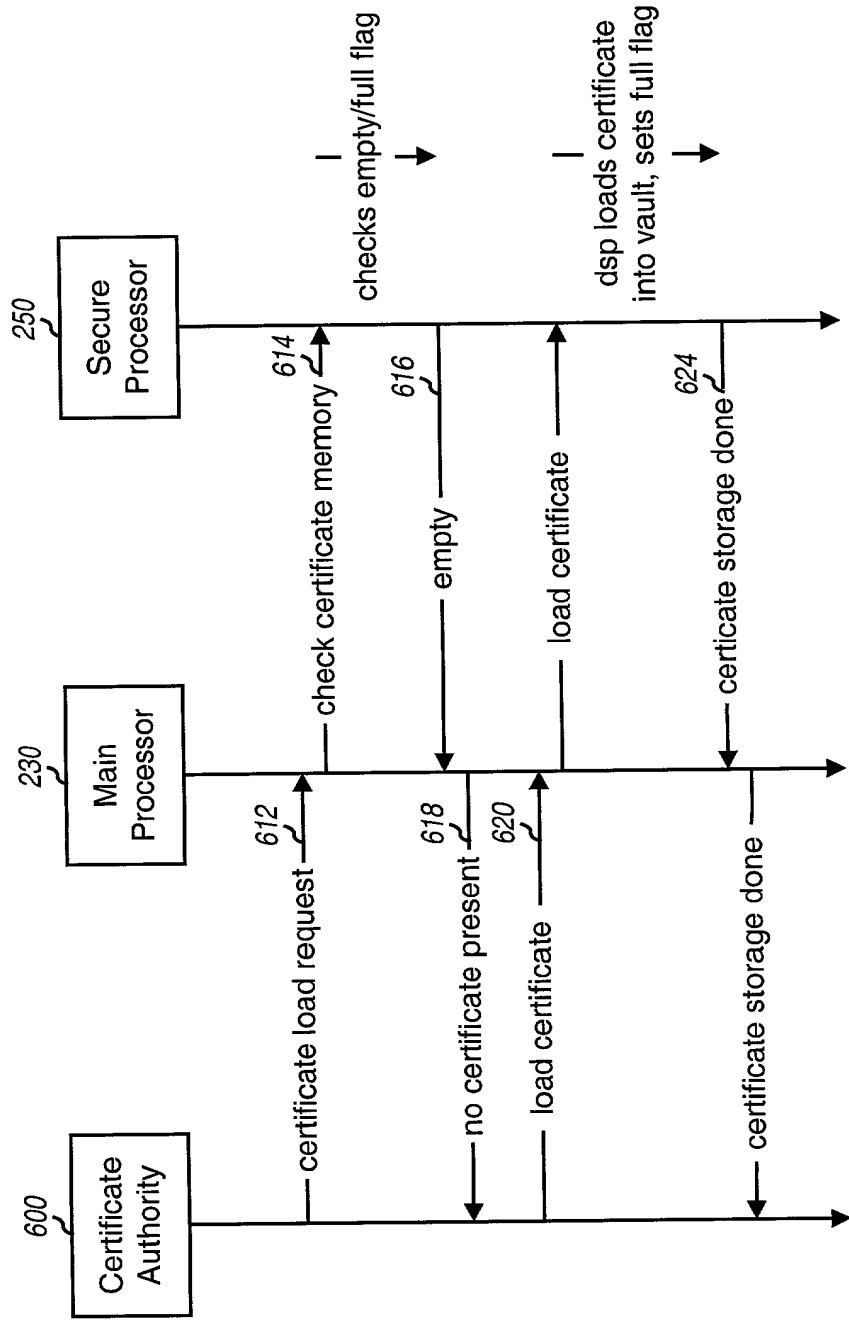 600
Certificate
Authority
230
Main
Processor
250
Secure
Processor
certificate load request
612
check certificate memory
614
checks empty/full flag
empty
616
no certificate present
618
load certificate
620
load certificate
dsp loads certificate
into vault, sets full flag
certicate storage done
624
certificate storage done